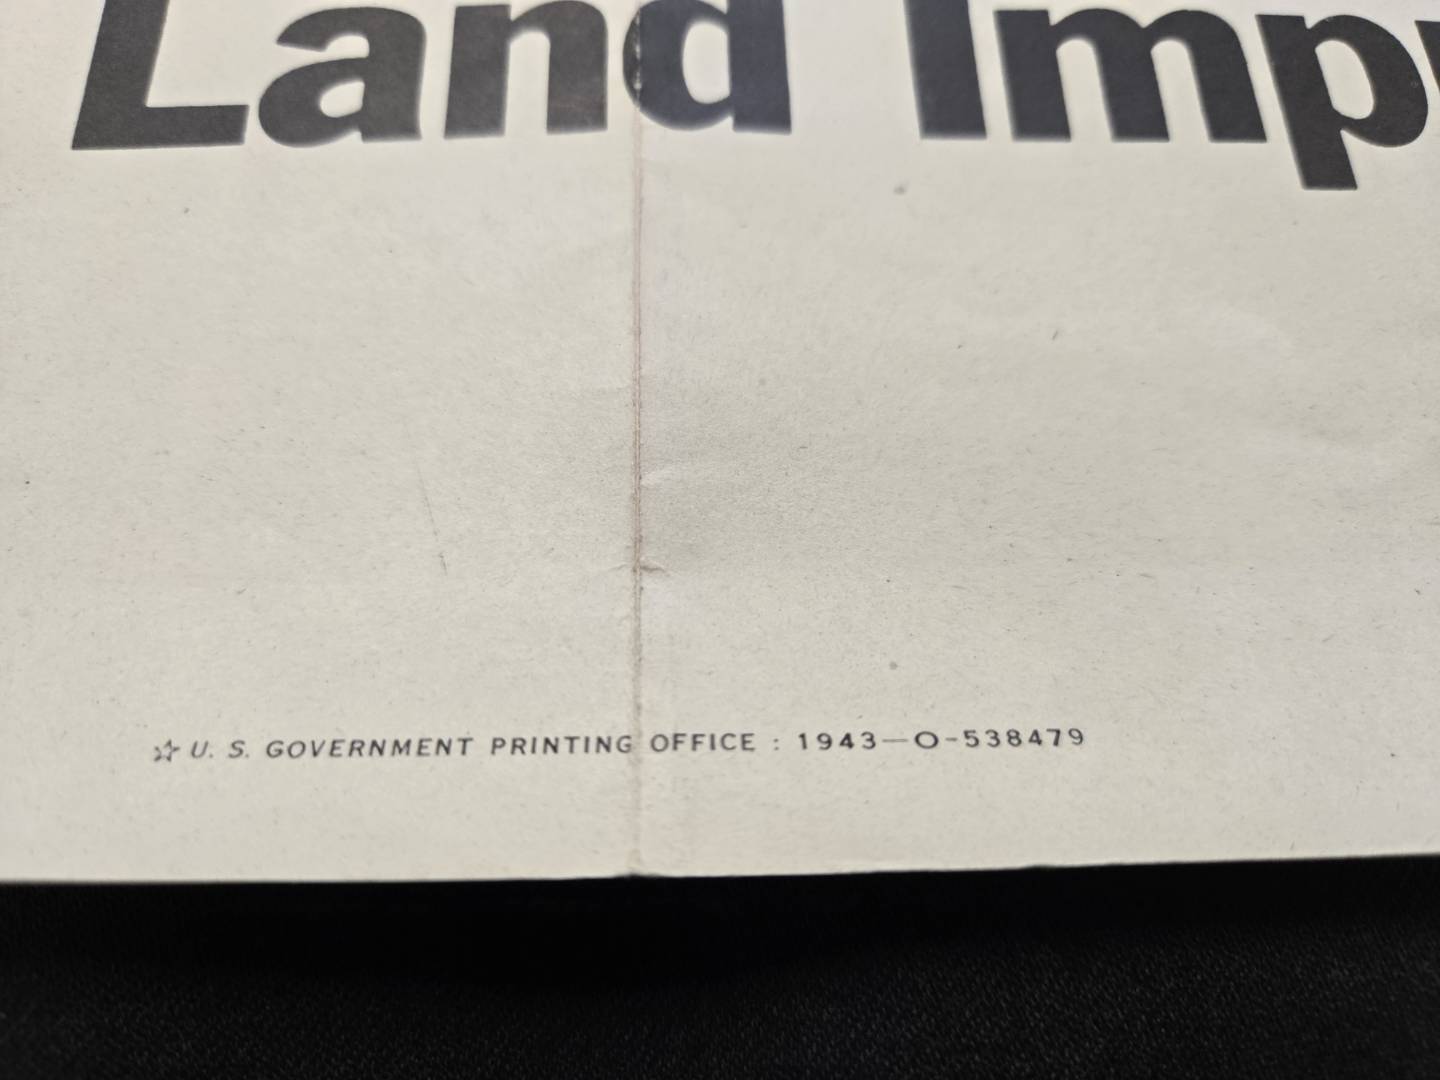 Land Imp
☆ U. S. GOVERNMENT PRINTING OFFICE : 1943—O-538479